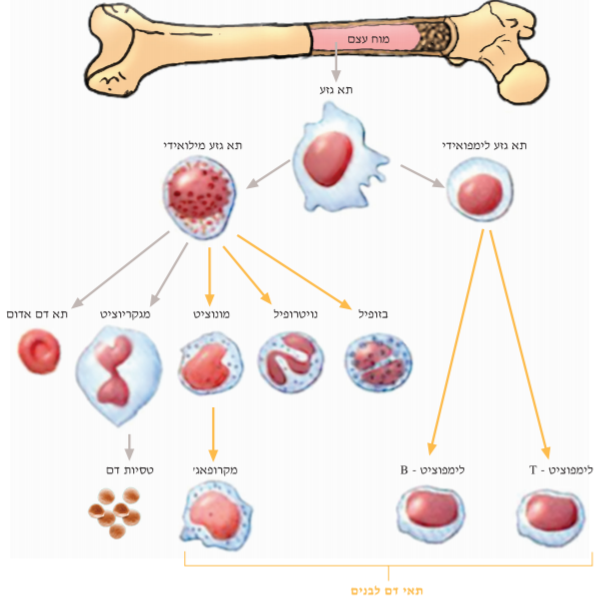 מוח עצם
תא גזע
תא גזע לימפואידי
תא גזע מילואידי
בזופיל
נויטרופיל
מונוציט
מגקריוציט
תא דם אדום
לימפוציט - T
לימפוציט - B
מקרופאג׳
טסיות דם
תאי דם לבנים